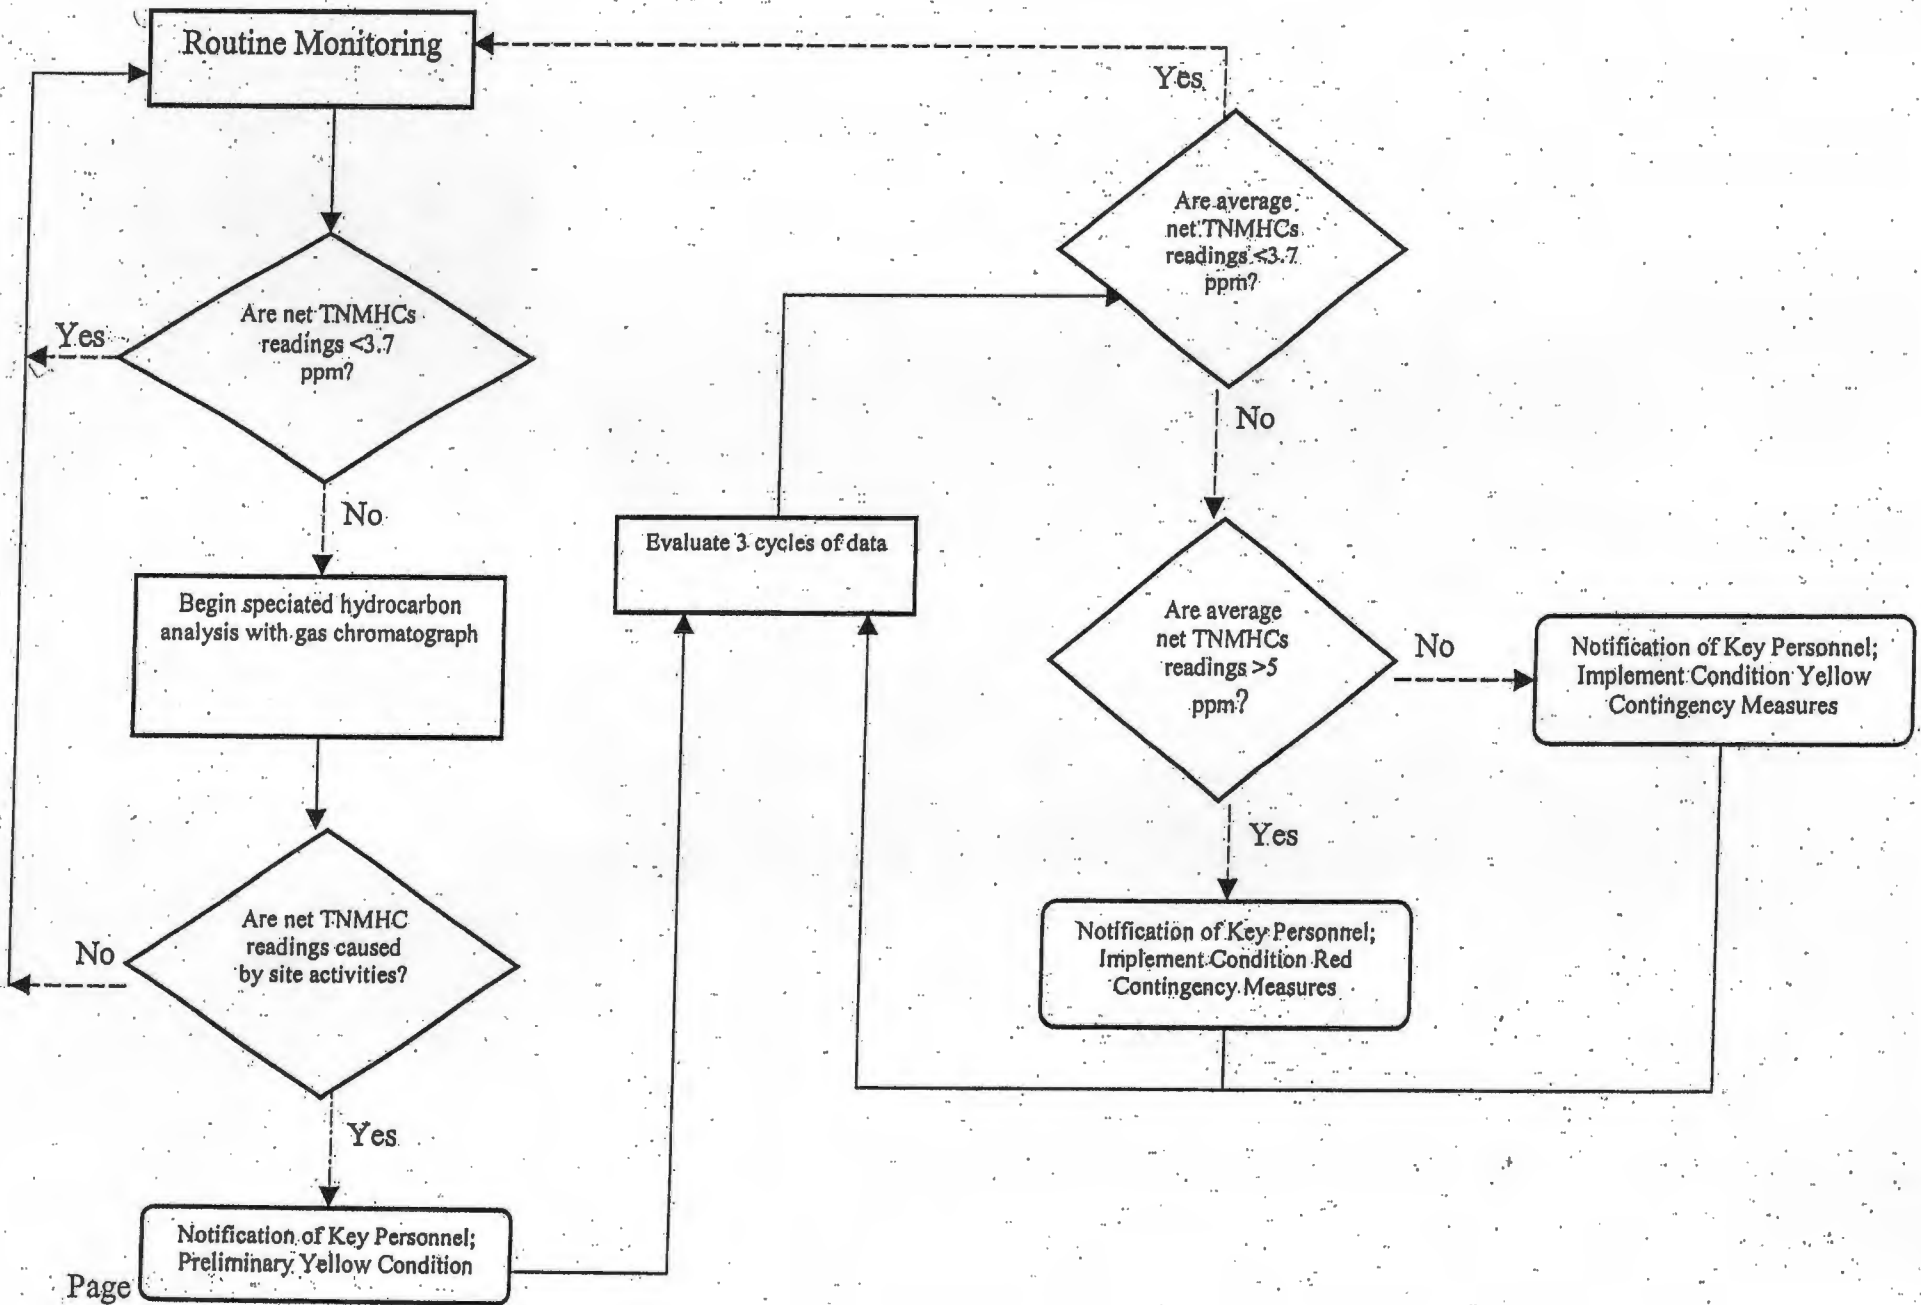 Routine Monitoring
Yes
Are net TNMHCs
readings <3.7
ppm?
Yes
No
Begin speciated hydrocarbon
analysis with gas chromatograph
Are net TNMHC
readings caused
by site activities?
No
Yes
Notification of Key Personnel;
Preliminary Yellow Condition
Page
Evaluate 3 cycles of data
Are average
net TNMHCs
readings <3.7
ppm?
No
Are average
net TNMHCs
readings >5
ppm?
No
Notification of Key Personnel;
Implement Condition Yellow
Contingency Measures
Yes
Notification of Key Personnel;
Implement Condition Red
Contingency Measures